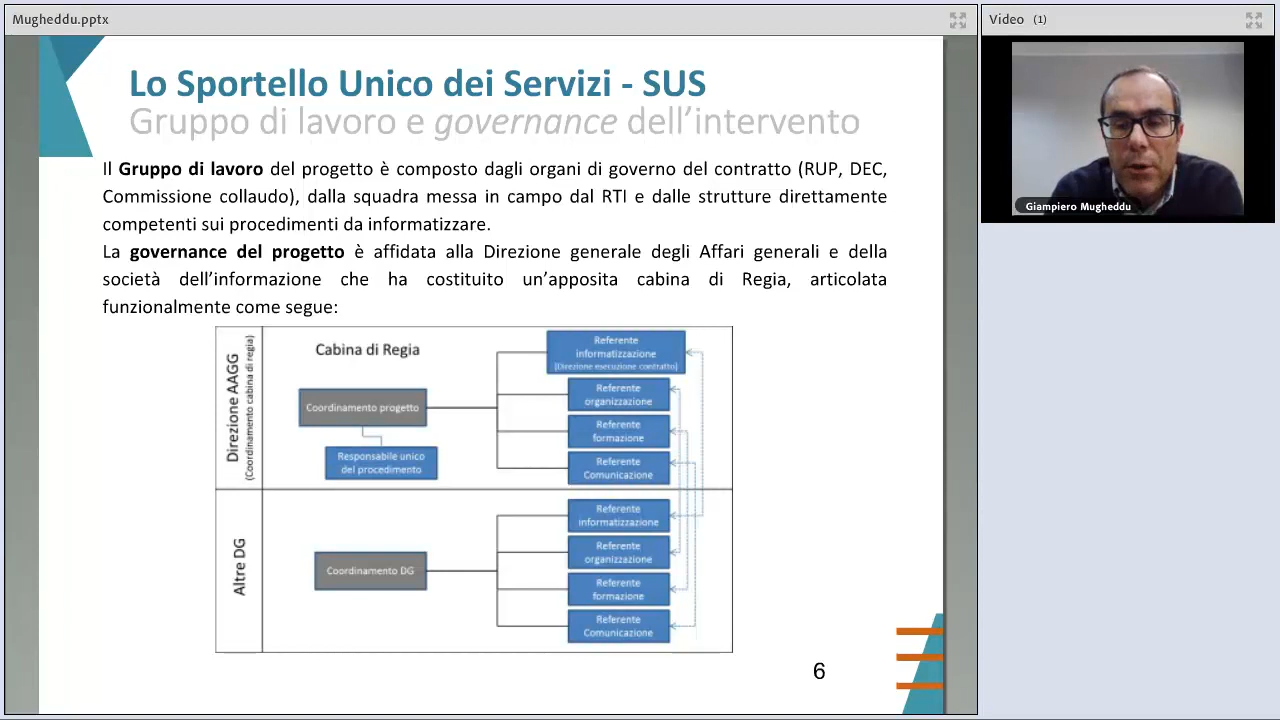 Mugheddu.pptx
Video (1)
Lo Sportello Unico dei Servizi - SUS
Gruppo di lavoro e governance dell’intervento
Il Gruppo di lavoro del progetto è composto dagli organi di governo del contratto (RUP, DEC,
Commissione collaudo), dalla squadra messa in campo dal RTI e dalle strutture direttamente
competenti sui procedimenti da informatizzare.
La governance del progetto è affidata alla Direzione generale degli Affari generali e della
società dell’informazione che ha costituito un’apposita cabina di Regia, articolata
funzionalmente come segue:
Direzione AAGG
(Coordinamento cabina di regia)
Cabina di Regia
Coordinamento progetto
Responsabile unico
del procedimento
Referente
informatizzazione
(Direzione esecuzione contratto)
Referente
organizzazione
Referente
formazione
Referente
Comunicazione
Altre DG
Coordinamento DG
Referente
informatizzazione
Referente
organizzazione
Referente
formazione
Referente
Comunicazione
6
Giampiero Mugheddu